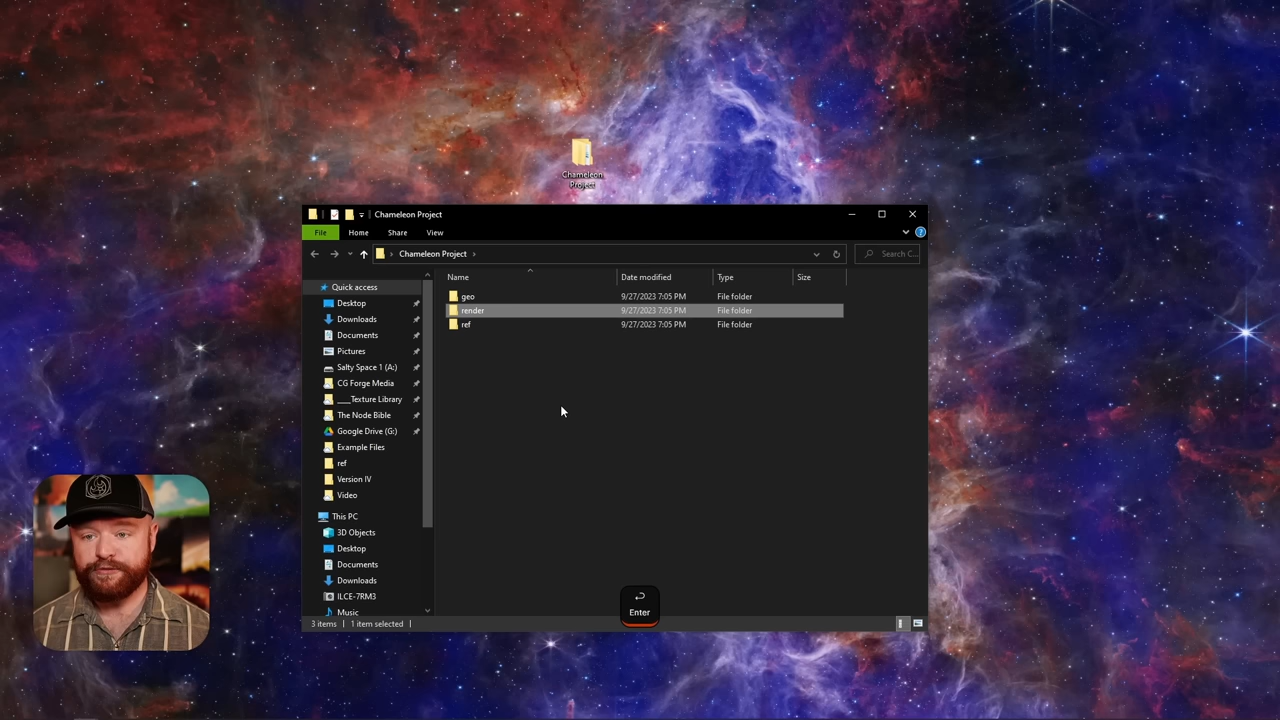 Chameleon
Project
Chameleon Project
File Home Share View
Chameleon Project
Search C...
Name Date modified Type Size
geo 9/27/2023 7:05 PM File folder
render 9/27/2023 7:05 PM File folder
ref 9/27/2023 7:05 PM File folder
Quick access
Desktop
Downloads
Documents
Pictures
Salty Space 1 (A:)
CG Forge Media
___Texture Library
The Node Bible
Google Drive (G:)
Example Files
ref
Version IV
Video
This PC
3D Objects
Desktop
Documents
Downloads
ILCE-7RM3
Music
3 items 1 item selected
Enter